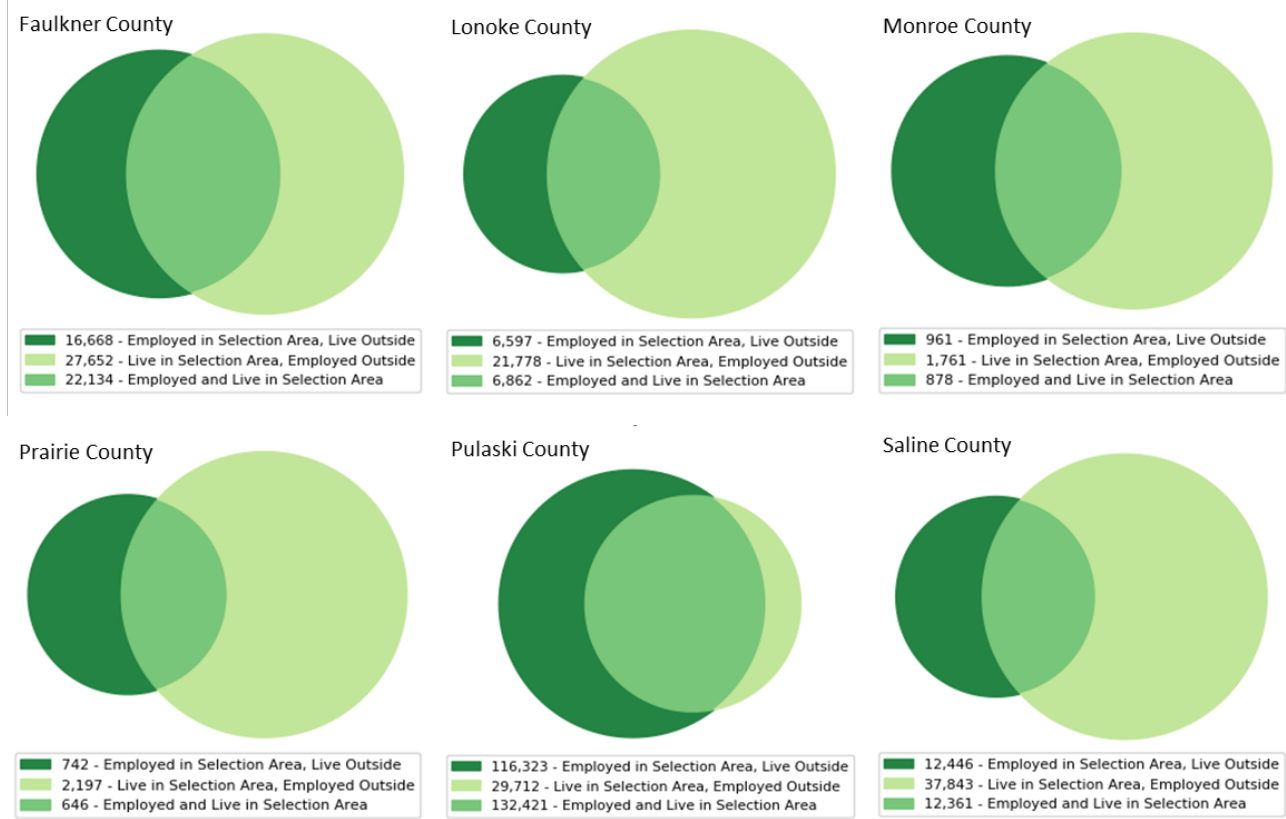 Faulkner County
16,668 - Employed in Selection Area, Live Outside
27,652 - Live in Selection Area, Employed Outside
22,134 - Employed and Live in Selection Area
Lonoke County
6,597 - Employed in Selection Area, Live Outside
21,778 - Live in Selection Area, Employed Outside
6,862 - Employed and Live in Selection Area
Monroe County
961 - Employed in Selection Area, Live Outside
1,761 - Live in Selection Area, Employed Outside
878 - Employed and Live in Selection Area
Prairie County
742 - Employed in Selection Area, Live Outside
2,197 - Live in Selection Area, Employed Outside
646 - Employed and Live in Selection Area
Pulaski County
116,323 - Employed in Selection Area, Live Outside
29,712 - Live in Selection Area, Employed Outside
132,421 - Employed and Live in Selection Area
Saline County
12,446 - Employed in Selection Area, Live Outside
37,843 - Live in Selection Area, Employed Outside
12,361 - Employed and Live in Selection Area